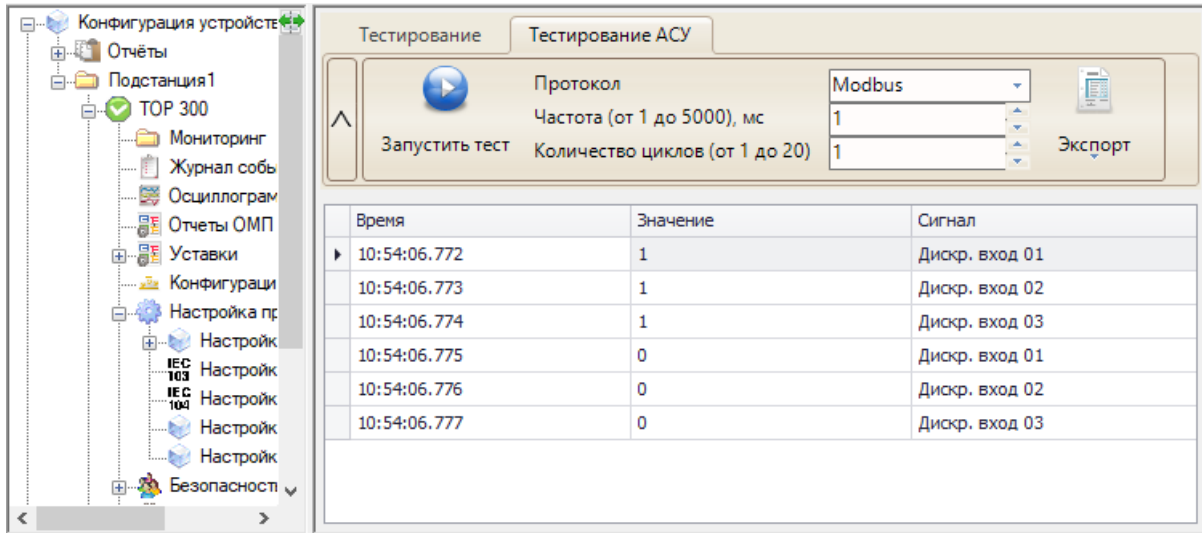 Конфигурация устройств
Отчёты
Подстанция1
ТОР 300
Мониторинг
Журнал собы
Осциллограм
Отчеты ОМП
Уставки
Конфигураци
Настройка пр
Настройк
IEC 103 Настройк
IEC 104 Настройк
Настройк
Настройк
Безопасност
Тестирование Тестирование АСУ
Запустить тест
Протокол Modbus
Частота (от 1 до 5000), мс 1
Количество циклов (от 1 до 20) 1
Экспорт
Время Значение Сигнал
10:54:06.772 1 Дискр. вход 01
10:54:06.773 1 Дискр. вход 02
10:54:06.774 1 Дискр. вход 03
10:54:06.775 0 Дискр. вход 01
10:54:06.776 0 Дискр. вход 02
10:54:06.777 0 Дискр. вход 03